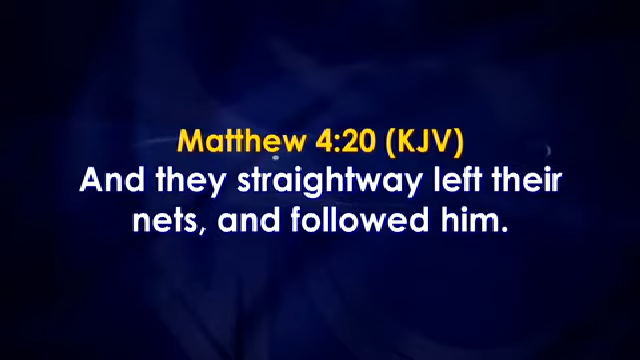 Matthew 4:20 (KJV)
And they straightway left their
nets, and followed him.